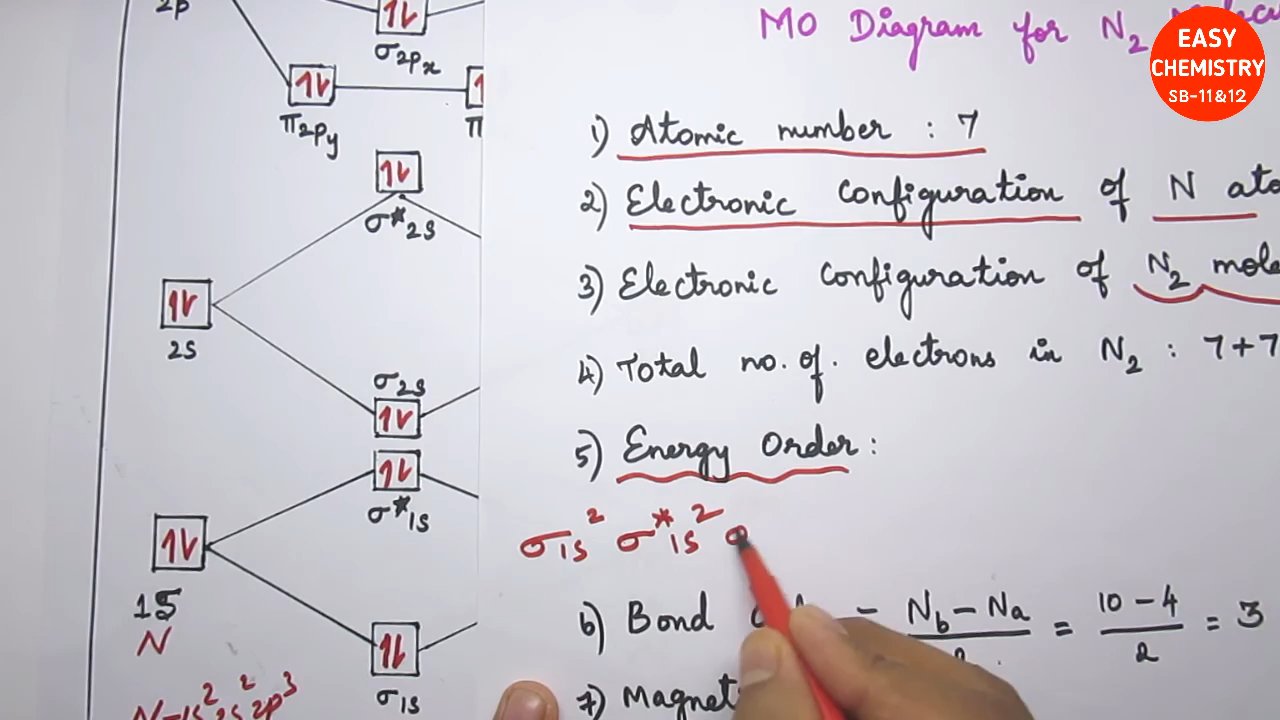 2p
σ2px
π2py
π
σ*2s
2s
σ2s
σ*1s
1s
N
σ1s
N-1s² 2s² 2p³
MO Diagram for N₂
EASY
CHEMISTRY
SB-11&12
1) Atomic number : 7
2) Electronic Configuration of N
3) Electronic Configuration of N₂
4) Total no. of. electrons in N₂ : 7+7
5) Energy Order :
σ1s² σ*1s² σ
6) Bond = Nb - Na / 2 = 10-4 / 2 = 3
7)